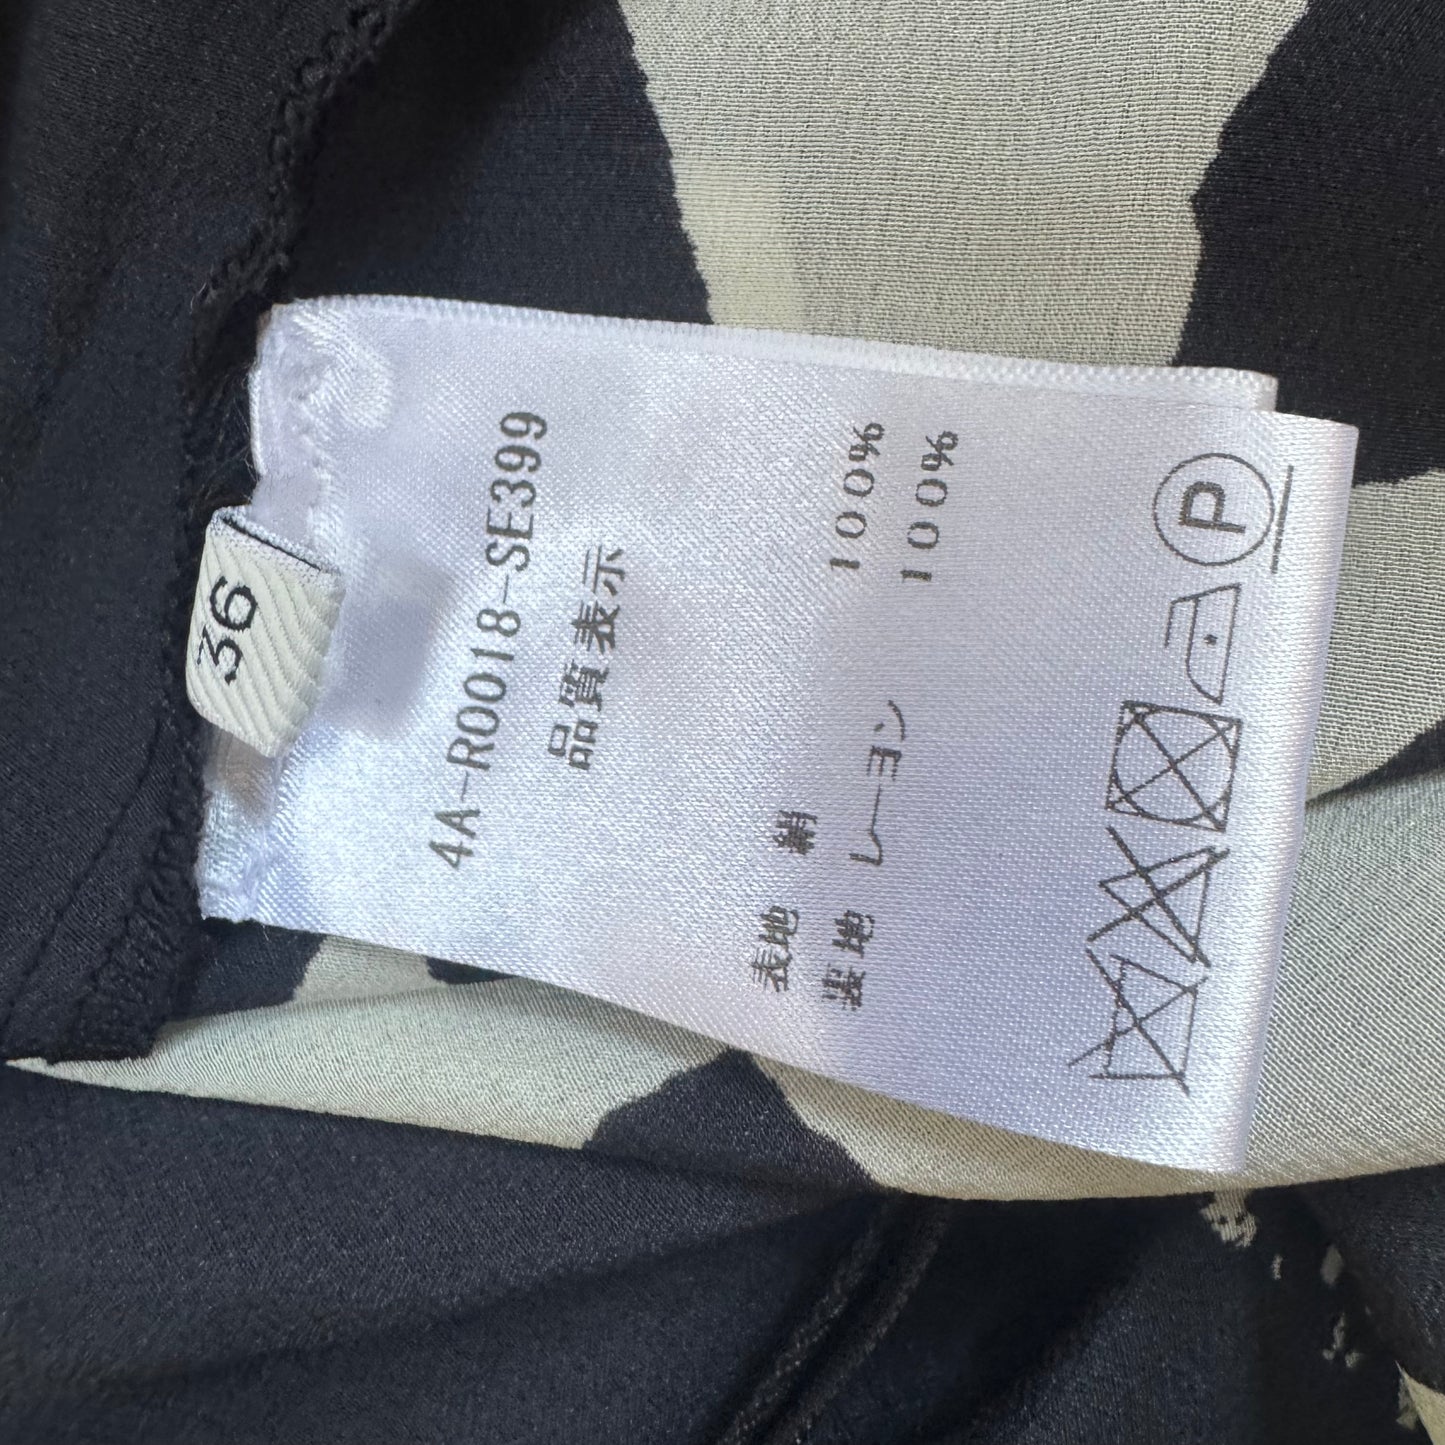 36
4A-R0018-SE399
品質表示
表地 絹 100%
裏地 レーヨン 100%
P